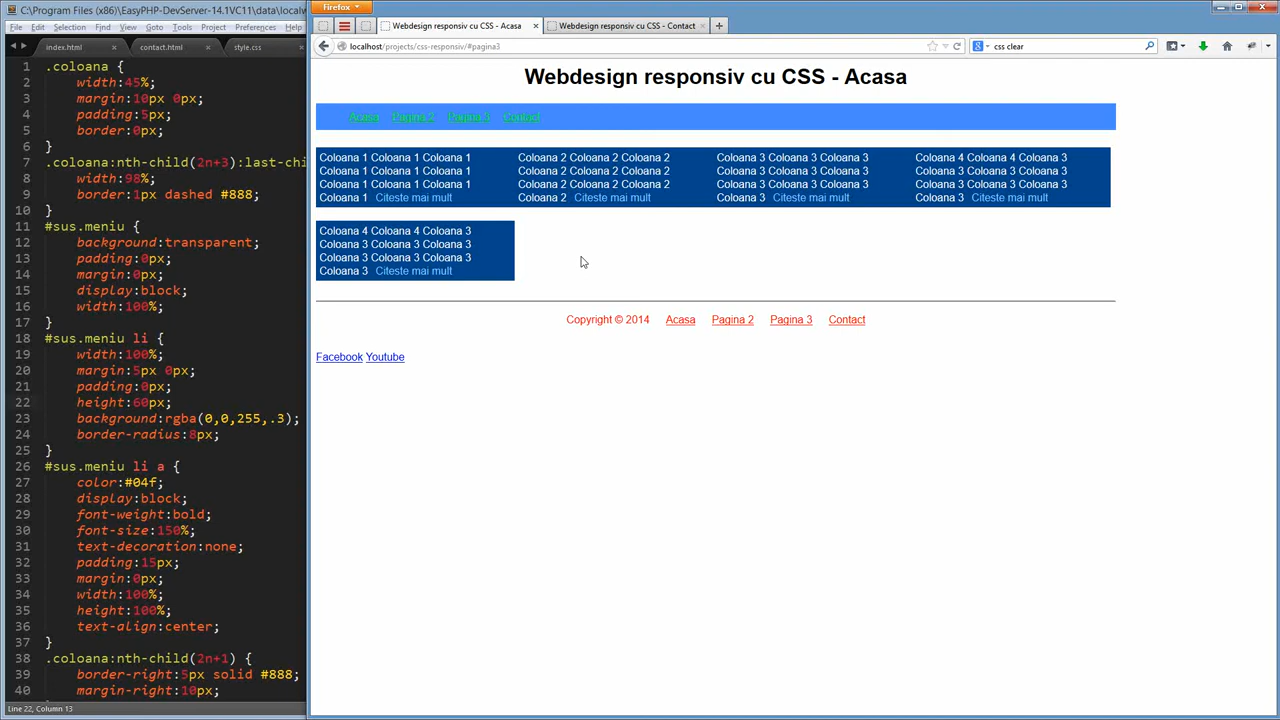 C:\Program Files (x86)\EasyPHP-DevServer-14.1VC11\data\localw
File Edit Selection Find View Goto Tools Project Preferences
index.html contact.html style.css
1 .coloana {
2 width:45%;
3 margin:10px 0px;
4 padding:5px;
5 border:0px;
6 }
7 .coloana:nth-child(2n+3):last-chi
8 width:98%;
9 border:1px dashed #888;
10 }
11 #sus.meniu {
12 background:transparent;
13 padding:0px;
14 margin:0px;
15 display:block;
16 width:100%;
17 }
18 #sus.meniu li {
19 width:100%;
20 margin:5px 0px;
21 padding:0px;
22 height:60px;
23 background:rgba(0,0,255,.3);
24 border-radius:8px;
25 }
26 #sus.meniu li a {
27 color:#04f;
28 display:block;
29 font-weight:bold;
30 font-size:150%;
31 text-decoration:none;
32 padding:15px;
33 margin:0px;
34 width:100%;
35 height:100%;
36 text-align:center;
37 }
38 .coloana:nth-child(2n+1) {
39 border-right:5px solid #888;
40 margin-right:10px;
Line 22, Column 13
Firefox
Webdesign responsiv cu CSS - Acasa
Webdesign responsiv cu CSS - Contact
localhost/projects/css-responsiv/#pagina3
css clear
Webdesign responsiv cu CSS - Acasa
Acasa Pagina 2 Pagina 3 Contact
Coloana 1 Coloana 1 Coloana 1
Coloana 1 Coloana 1 Coloana 1
Coloana 1 Coloana 1 Coloana 1
Coloana 1 Citeste mai mult
Coloana 2 Coloana 2 Coloana 2
Coloana 2 Coloana 2 Coloana 2
Coloana 2 Coloana 2 Coloana 2
Coloana 2 Citeste mai mult
Coloana 3 Coloana 3 Coloana 3
Coloana 3 Coloana 3 Coloana 3
Coloana 3 Coloana 3 Coloana 3
Coloana 3 Citeste mai mult
Coloana 4 Coloana 4 Coloana 3
Coloana 3 Coloana 3 Coloana 3
Coloana 3 Coloana 3 Coloana 3
Coloana 3 Citeste mai mult
Coloana 4 Coloana 4 Coloana 3
Coloana 3 Coloana 3 Coloana 3
Coloana 3 Coloana 3 Coloana 3
Coloana 3 Citeste mai mult
Copyright © 2014 Acasa Pagina 2 Pagina 3 Contact
Facebook Youtube